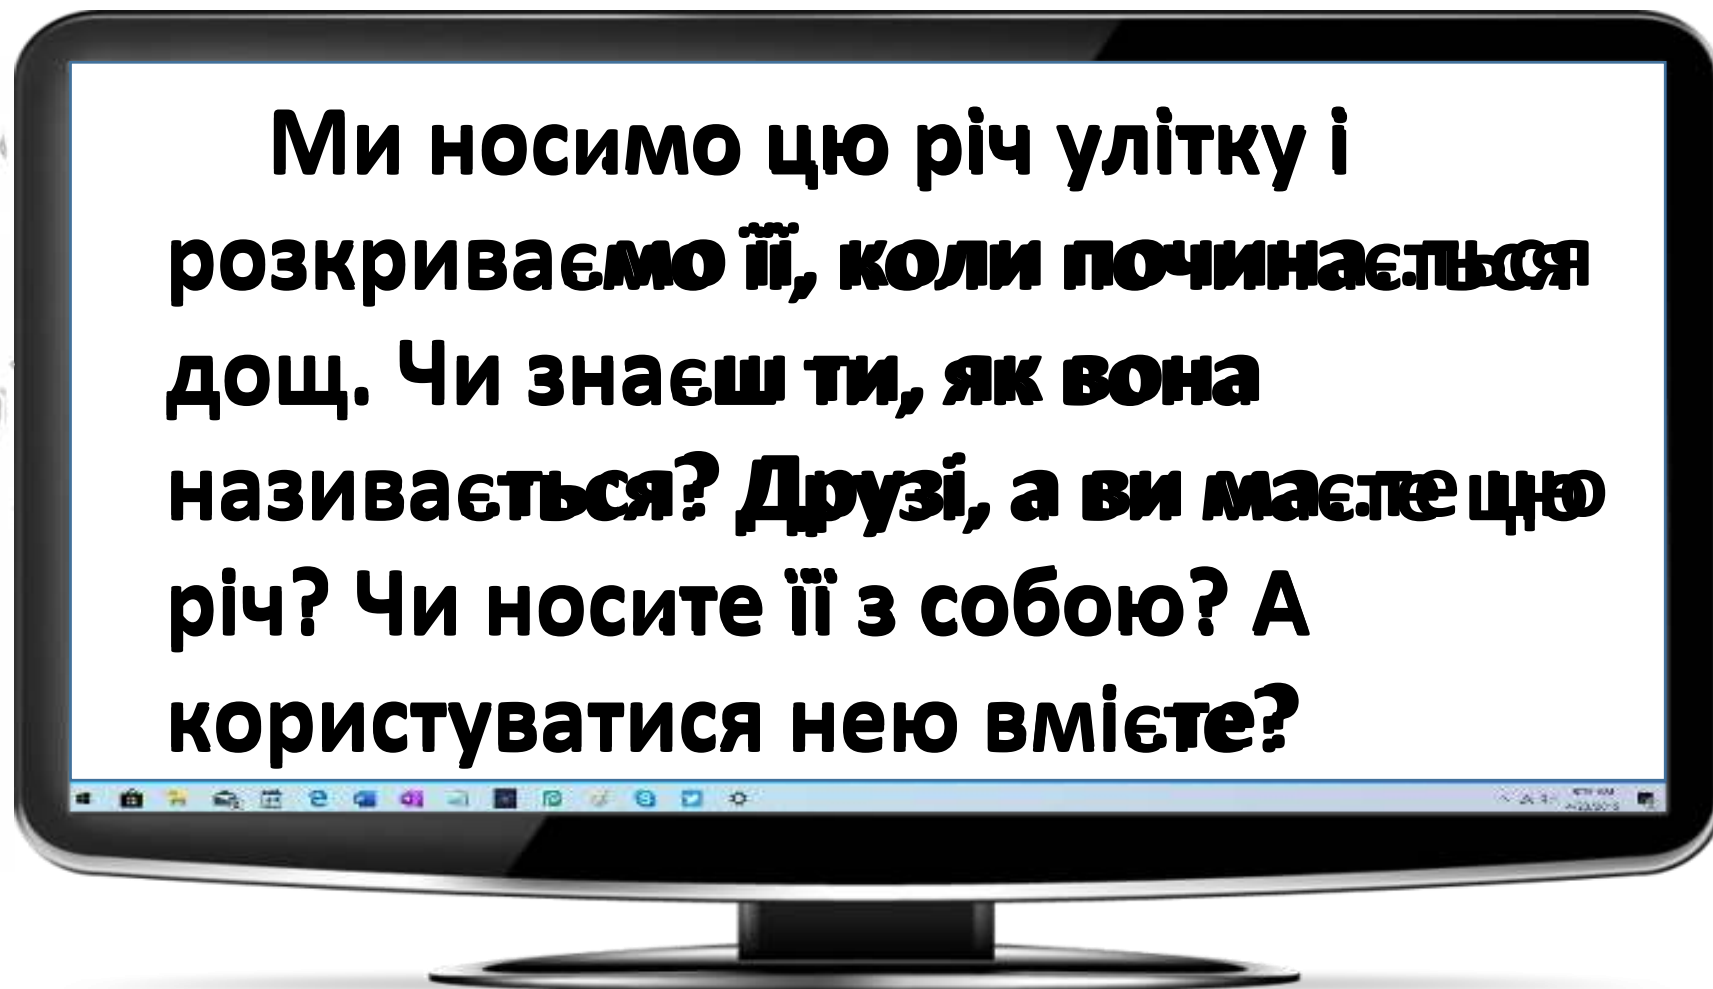 Ми носимо цю річ улітку і
розкриваємо її, коли починається
дощ. Чи знаєш ти, як вона
називається? Друзі, а ви маєте цю
річ? Чи носите її з собою? А
користуватися нею вмієте?